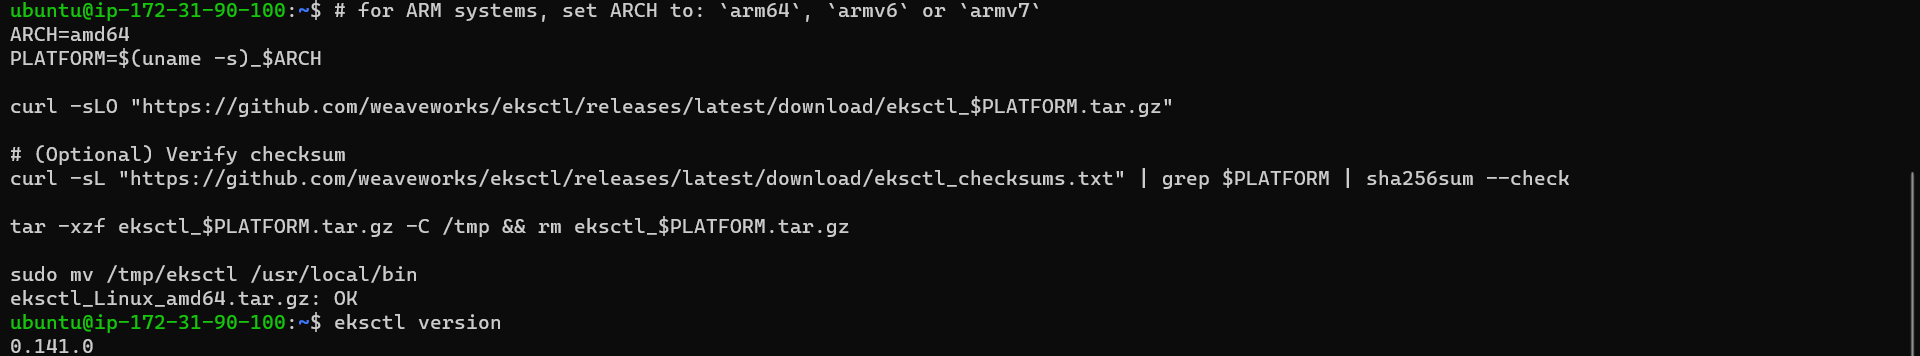 ubuntu@ip-172-31-90-100:~$ # for ARM systems, set ARCH to: `arm64`, `armv6` or `armv7`
ARCH=amd64
PLATFORM=$(uname -s)_$ARCH
curl -sLO "https://github.com/weaveworks/eksctl/releases/latest/download/eksctl_$PLATFORM.tar.gz"
# (Optional) Verify checksum
curl -sL "https://github.com/weaveworks/eksctl/releases/latest/download/eksctl_checksums.txt" | grep $PLATFORM | sha256sum --check
tar -xzf eksctl_$PLATFORM.tar.gz -C /tmp && rm eksctl_$PLATFORM.tar.gz
sudo mv /tmp/eksctl /usr/local/bin
eksctl_Linux_amd64.tar.gz: OK
ubuntu@ip-172-31-90-100:~$ eksctl version
0.141.0